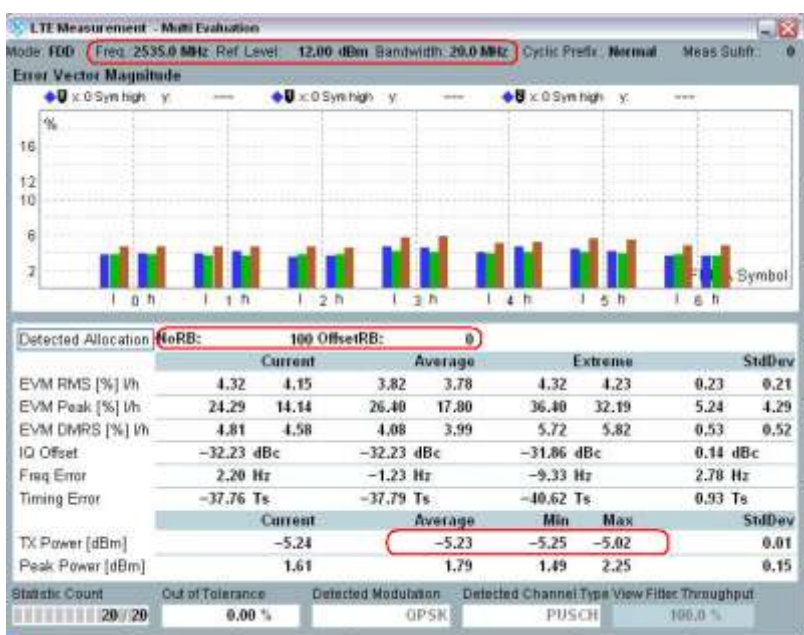 LTE Measurement - Multi Evaluation
Mode: FDD Freq: 2535.0 MHz Ref Level: 12.00 dBm Bandwidth: 20.0 MHz Cyclic Prefix: Normal Meas Subfr.: 0
Error Vector Magnitude
x: 0 Sym high y: --- x: 0 Sym high y: --- x: 0 Sym high y: ---
%
16
12
10
6
2
Symbol
l 0 h l 1 h l 2 h l 3 h l 4 h l 5 h l 6 h
Detected Allocation NoRB: 100 OffsetRB: 0
Current Average Extreme StdDev
EVM RMS [%] l/h 4.32 4.15 3.82 3.78 4.32 4.23 0.23 0.21
EVM Peak [%] l/h 24.29 14.14 26.40 17.80 36.40 32.19 5.24 4.29
EVM DMRS [%] l/h 4.81 4.58 4.08 3.99 5.72 5.82 0.53 0.52
IQ Offset -32.23 dBc -32.23 dBc -31.86 dBc 0.14 dBc
Freq Error 2.20 Hz -1.23 Hz -9.33 Hz 2.78 Hz
Timing Error -37.76 Ts -37.79 Ts -40.62 Ts 0.93 Ts
Current Average Min Max StdDev
TX Power [dBm] -5.24 -5.23 -5.25 -5.02 0.01
Peak Power [dBm] 1.61 1.79 1.49 2.25 0.15
Statistic Count Out of Tolerance Detected Modulation Detected Channel Type View Filter Throughput
20 / 20 0.00 % QPSK PUSCH 100.0 %